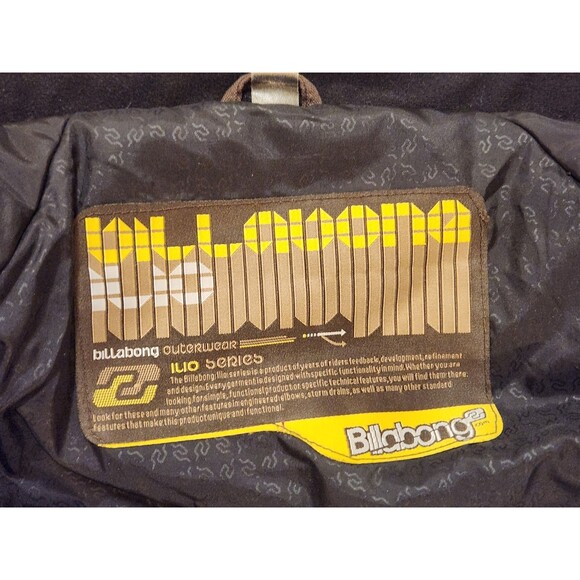 Billabong
billabong outerwear
iuo series
The Billabong iluo series is a product of years of riders feedback, development, refinement
and design. Every garment is designed with specific functionality in mind. Whether you are
looking for simple, functional product or specific technical features, you will find them there.
Look for these and many other features, engineered elbows, storm drains, as well as many other standard
features that make this product unique and functional.
Billabong